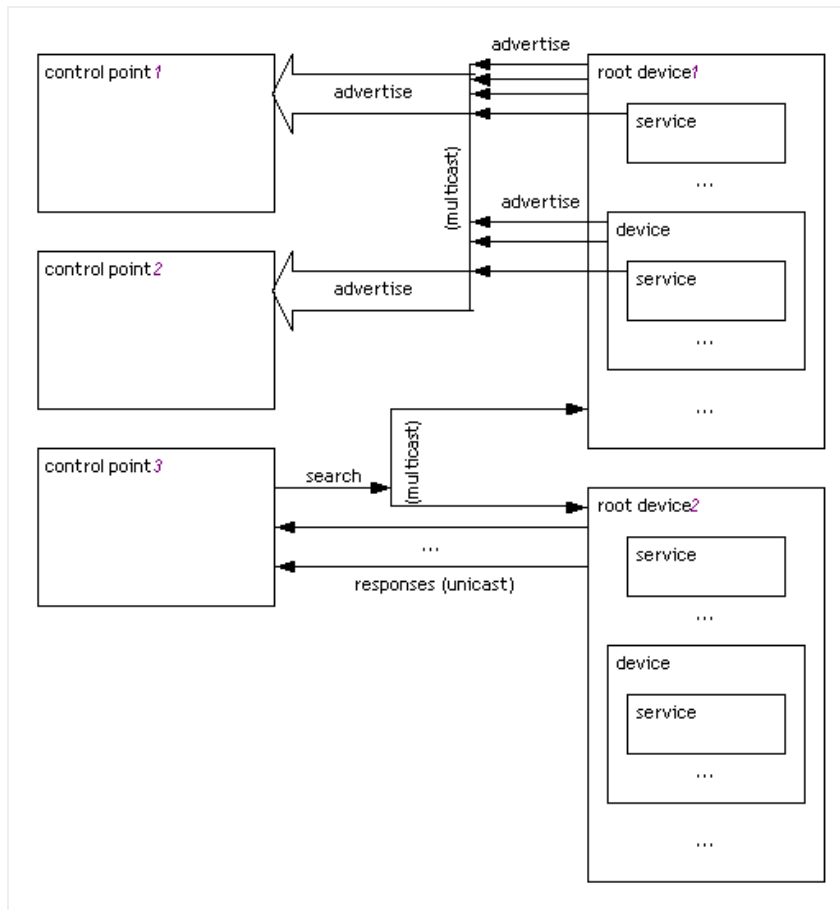 advertise
control point 1
root device 1
advertise
service
...
(multicast)
advertise
device
control point 2
service
advertise
...
...
control point 3
(multicast)
search
root device 2
...
service
responses (unicast)
...
device
service
...
...